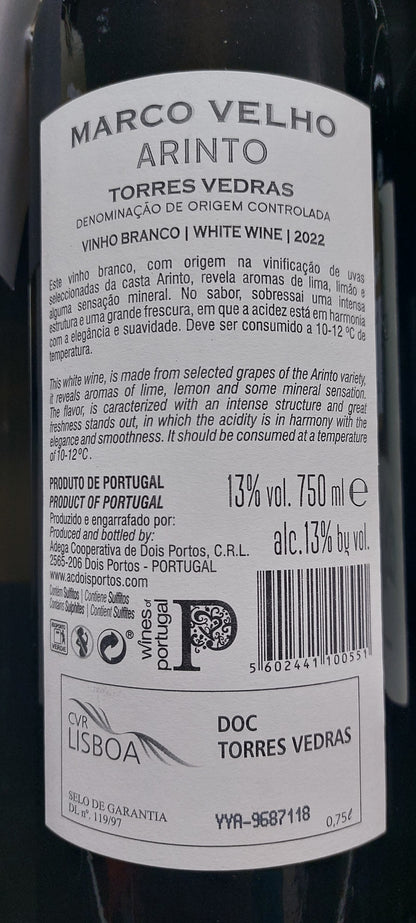 MARCO VELHO
ARINTO
TORRES VEDRAS
DENOMINAÇÃO DE ORIGEM CONTROLADA
VINHO BRANCO | WHITE WINE | 2022
Este vinho branco, com origem na vinificação de uvas
selecionadas da casta Arinto, revela aromas de lima, limão e
alguma sensação mineral. No sabor, sobressai uma intensa
estrutura e uma grande frescura, em que a acidez está em harmonia
com a elegância e suavidade. Deve ser consumido a 10-12 ºC de
temperatura.
This white wine, is made from selected grapes of the Arinto variety,
it reveals aromas of lime, lemon and some mineral sensation.
The flavor, is caracterized with an intense structure and great
freshness stands out, in which the acidity is in harmony with the
elegance and smoothness. It should be consumed at a temperature
of 10-12ºC.
PRODUTO DE PORTUGAL
PRODUCT OF PORTUGAL
13% vol. 750 ml e
Produzido e engarrafado por:
Produced and bottled by:
Adega Cooperativa de Dois Portos, C.R.L.
2565-206 Dois Portos - PORTUGAL
www.acdoisportos.com
alc.13% by vol.
Contém Sulfitos | Contiene Sulfitos
Contains Sulphites | Contient Sulfites
®
wines of
portugal
P
5 602441 100551
CVR
LISBOA
DOC
TORRES VEDRAS
SELO DE GARANTIA
DL nº. 119/97
YYA-9687118
0,75ℓ